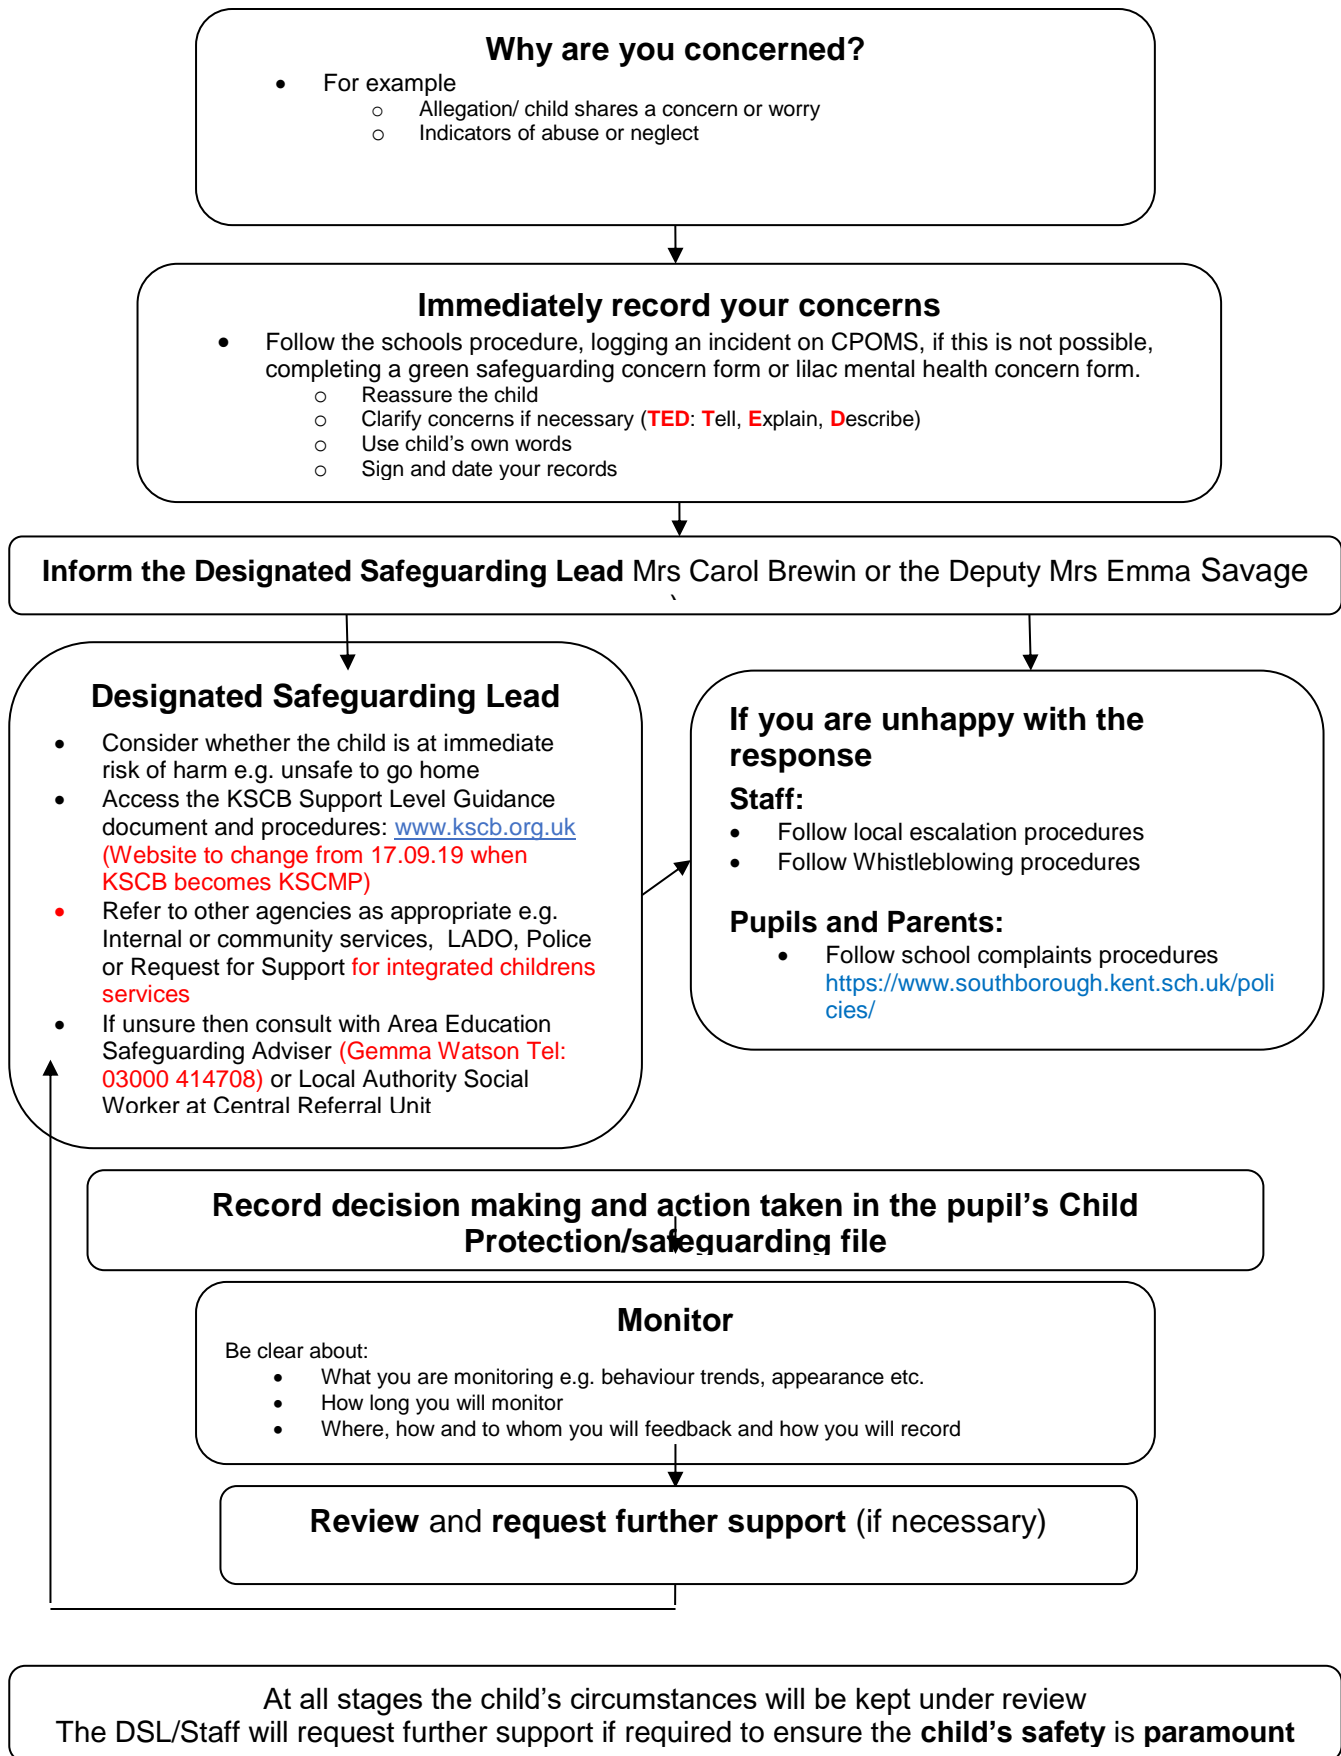 Why are you concerned?
• For example
o Allegation/ child shares a concern or worry
o Indicators of abuse or neglect
Immediately record your concerns
• Follow the schools procedure, logging an incident on CPOMS, if this is not possible,
completing a green safeguarding concern form or lilac mental health concern form.
o Reassure the child
o Clarify concerns if necessary (TED: Tell, Explain, Describe)
o Use child’s own words
o Sign and date your records
Inform the Designated Safeguarding Lead Mrs Carol Brewin or the Deputy Mrs Emma Savage
Designated Safeguarding Lead
• Consider whether the child is at immediate
risk of harm e.g. unsafe to go home
• Access the KSCB Support Level Guidance
document and procedures: www.kscb.org.uk
(Website to change from 17.09.19 when
KSCB becomes KSCMP)
• Refer to other agencies as appropriate e.g.
Internal or community services, LADO, Police
or Request for Support for integrated childrens
services
• If unsure then consult with Area Education
Safeguarding Adviser (Gemma Watson Tel:
03000 414708) or Local Authority Social
Worker at Central Referral Unit
If you are unhappy with the
response
Staff:
• Follow local escalation procedures
• Follow Whistleblowing procedures
Pupils and Parents:
• Follow school complaints procedures
https://www.southborough.kent.sch.uk/poli
cies/
Record decision making and action taken in the pupil’s Child
Protection/safeguarding file
Monitor
Be clear about:
• What you are monitoring e.g. behaviour trends, appearance etc.
• How long you will monitor
• Where, how and to whom you will feedback and how you will record
Review and request further support (if necessary)
At all stages the child’s circumstances will be kept under review
The DSL/Staff will request further support if required to ensure the child’s safety is paramount